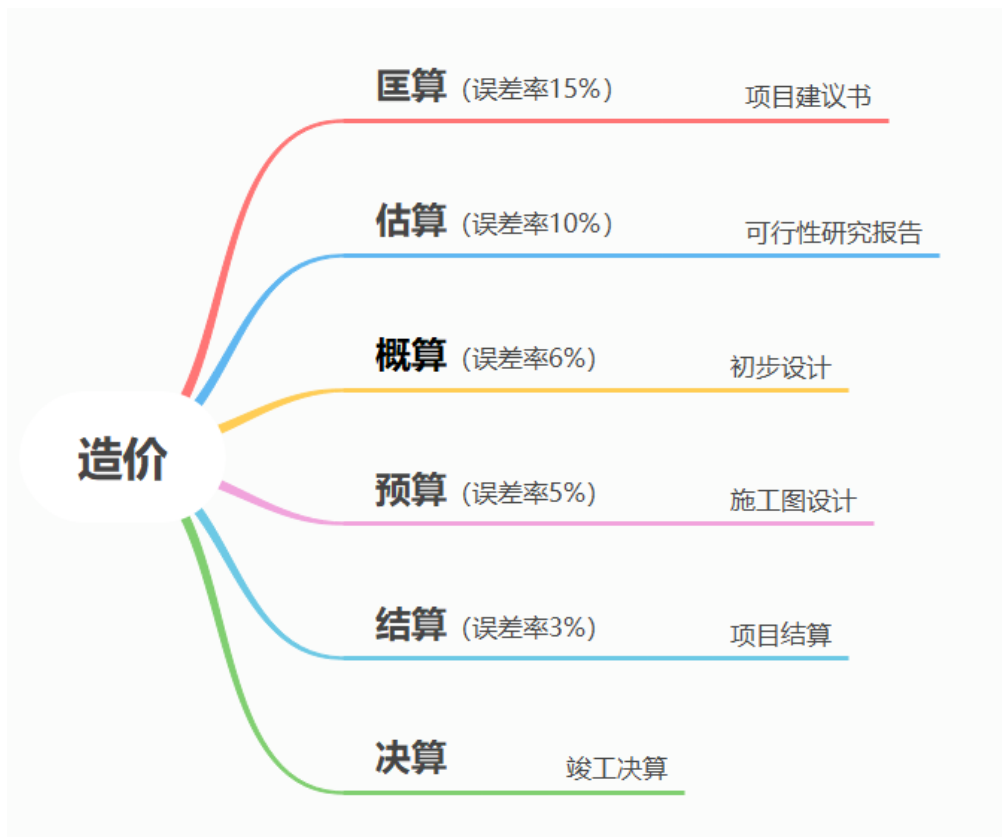 匡算（误差率15%） 项目建议书
估算（误差率10%） 可行性研究报告
概算（误差率6%） 初步设计
造价
预算（误差率5%） 施工图设计
结算（误差率3%） 项目结算
决算 竣工决算